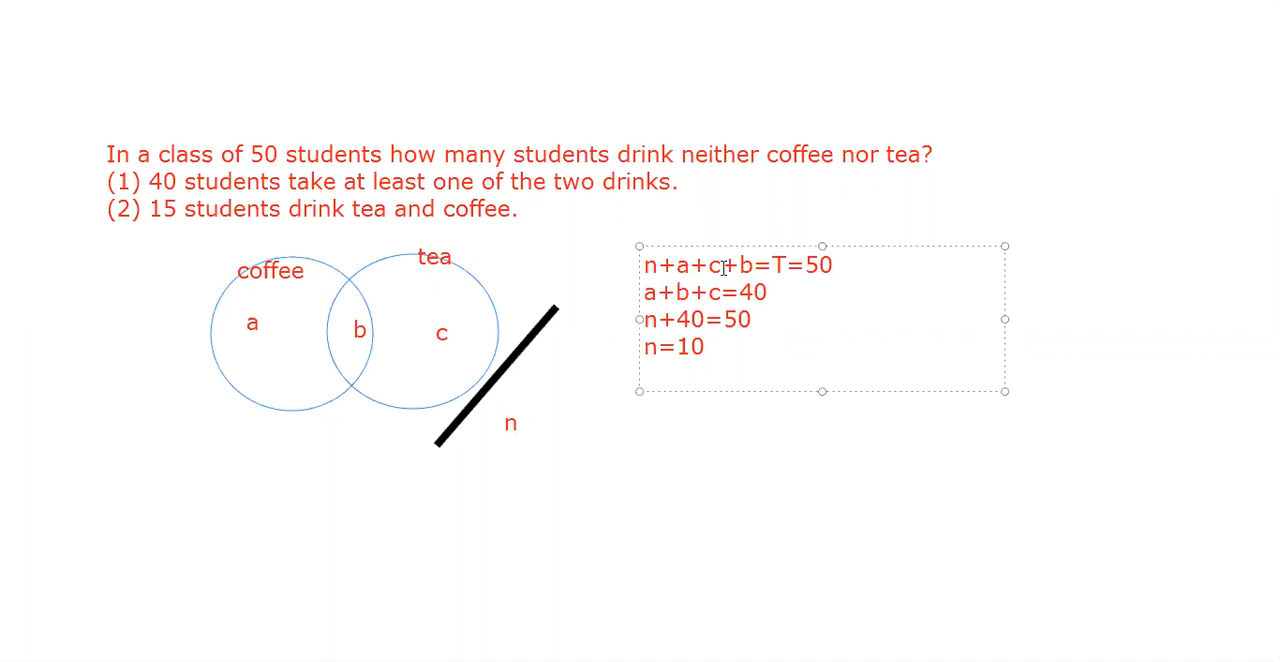 In a class of 50 students how many students drink neither coffee nor tea?
(1) 40 students take at least one of the two drinks.
(2) 15 students drink tea and coffee.
coffee
tea
a
b
c
n
n+a+c+b=T=50
a+b+c=40
n+40=50
n=10